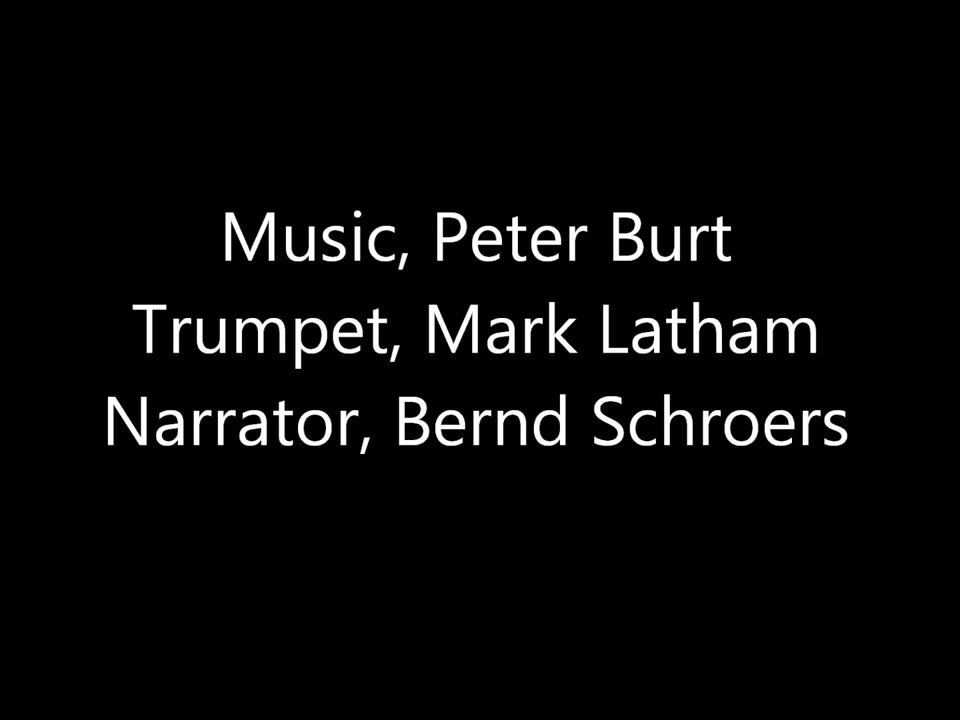 Music, Peter Burt
Trumpet, Mark Latham
Narrator, Bernd Schroers